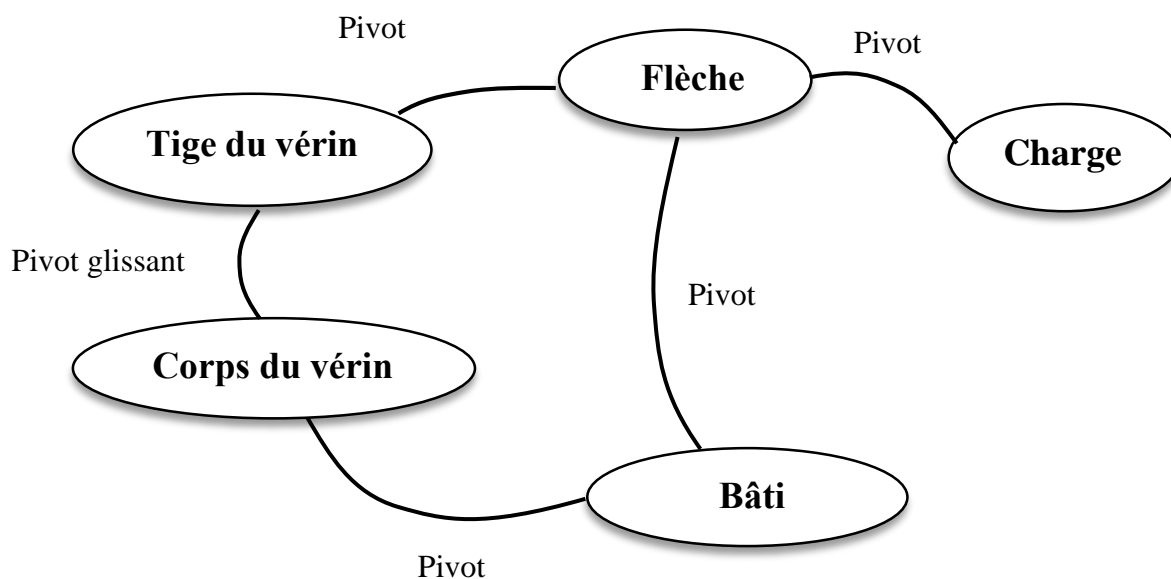 Pivot
Pivot
Flèche
Tige du vérin
Charge
Pivot glissant
Pivot
Corps du vérin
Bâti
Pivot